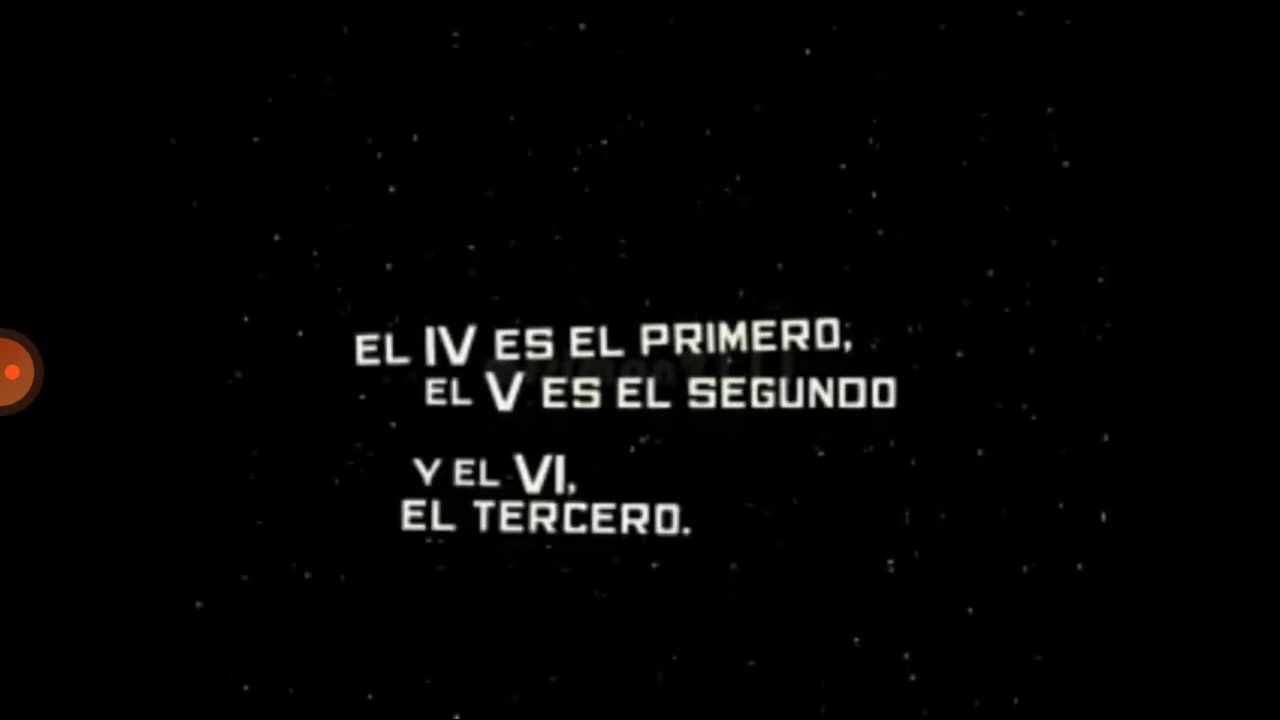 EL IV ES EL PRIMERO,
EL V ES EL SEGUNDO
Y EL VI,
EL TERCERO.